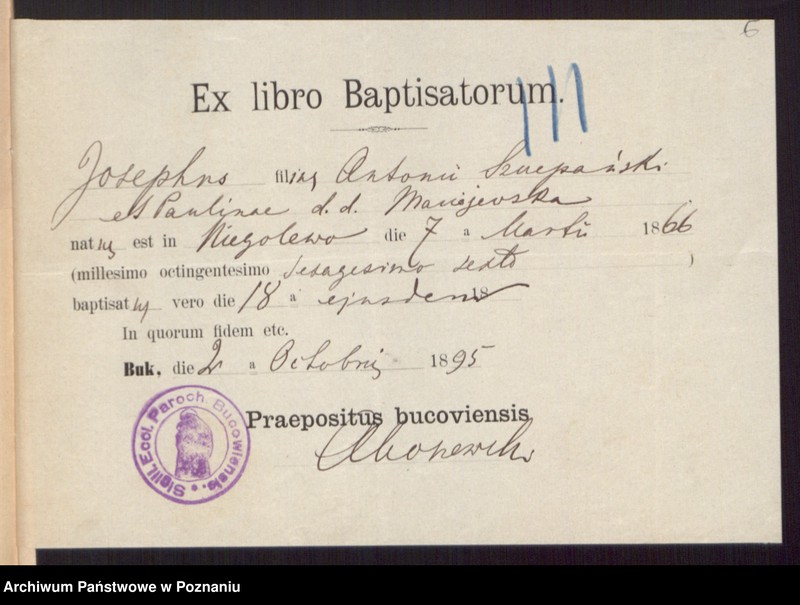 6
Ex libro Baptisatorum.
Josephus filius Antonii Szczepański
et Paulinae d. d. Maciejewska
natus est in Niegolewo die 7 a Martii 1866
(millesimo octingentesimo sexagesimo sexto )
baptisatus vero die 18 a ejusdem 18
In quorum fidem etc.
Buk, die 2 a Octobris 1895
Praepositus bucoviensis
Sigill. Eccl. Paroch. Bucowiensis.
Archiwum Państwowe w Poznaniu